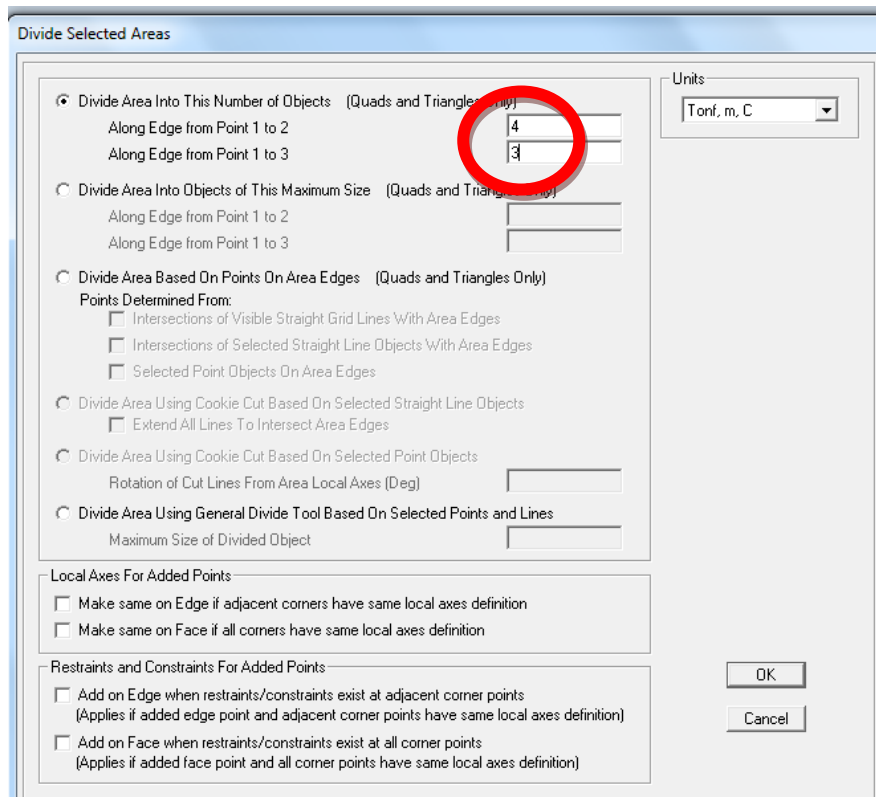 Divide Selected Areas
Units
Divide Area Into This Number of Objects (Quads and Triangles Only)
Tonf, m, C
Along Edge from Point 1 to 2
4
Along Edge from Point 1 to 3
3
Divide Area Into Objects of This Maximum Size (Quads and Triangles Only)
Along Edge from Point 1 to 2
Along Edge from Point 1 to 3
Divide Area Based On Points On Area Edges (Quads and Triangles Only)
Points Determined From:
Intersections of Visible Straight Grid Lines With Area Edges
Intersections of Selected Straight Line Objects With Area Edges
Selected Point Objects On Area Edges
Divide Area Using Cookie Cut Based On Selected Straight Line Objects
Extend All Lines To Intersect Area Edges
Divide Area Using Cookie Cut Based On Selected Point Objects
Rotation of Cut Lines From Area Local Axes (Deg)
Divide Area Using General Divide Tool Based On Selected Points and Lines
Maximum Size of Divided Object
Local Axes For Added Points
Make same on Edge if adjacent corners have same local axes definition
Make same on Face if all corners have same local axes definition
Restraints and Constraints For Added Points
Add on Edge when restraints/constraints exist at adjacent corner points
(Applies if added edge point and adjacent corner points have same local axes definition)
Add on Face when restraints/constraints exist at all corner points
(Applies if added face point and all corner points have same local axes definition)
OK
Cancel